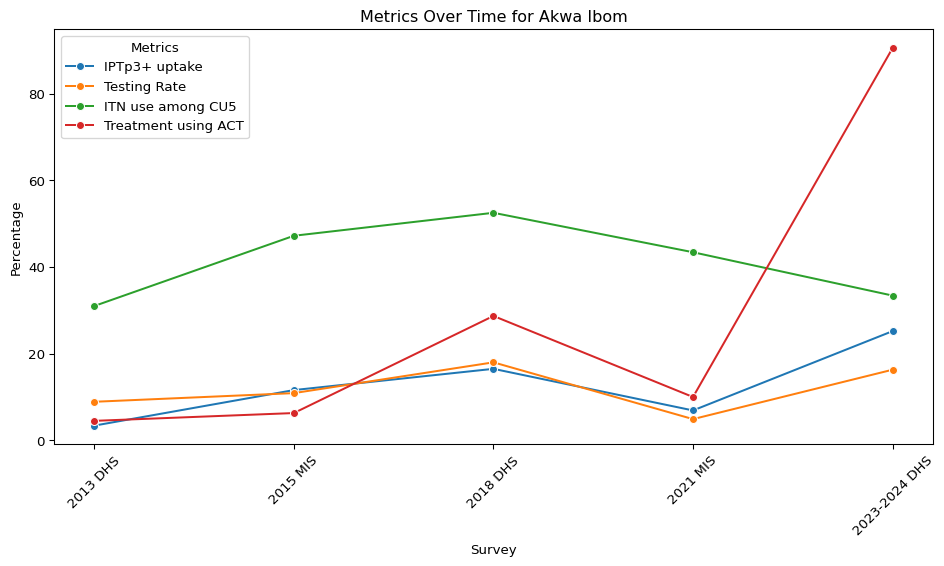 Metrics Over Time for Akwa Ibom
Metrics
IPTp3+ uptake
Testing Rate
ITN use among CU5
Treatment using ACT
Percentage
80
60
40
20
0
2013 DHS
2015 MIS
2018 DHS
2021 MIS
2023-2024 DHS
Survey